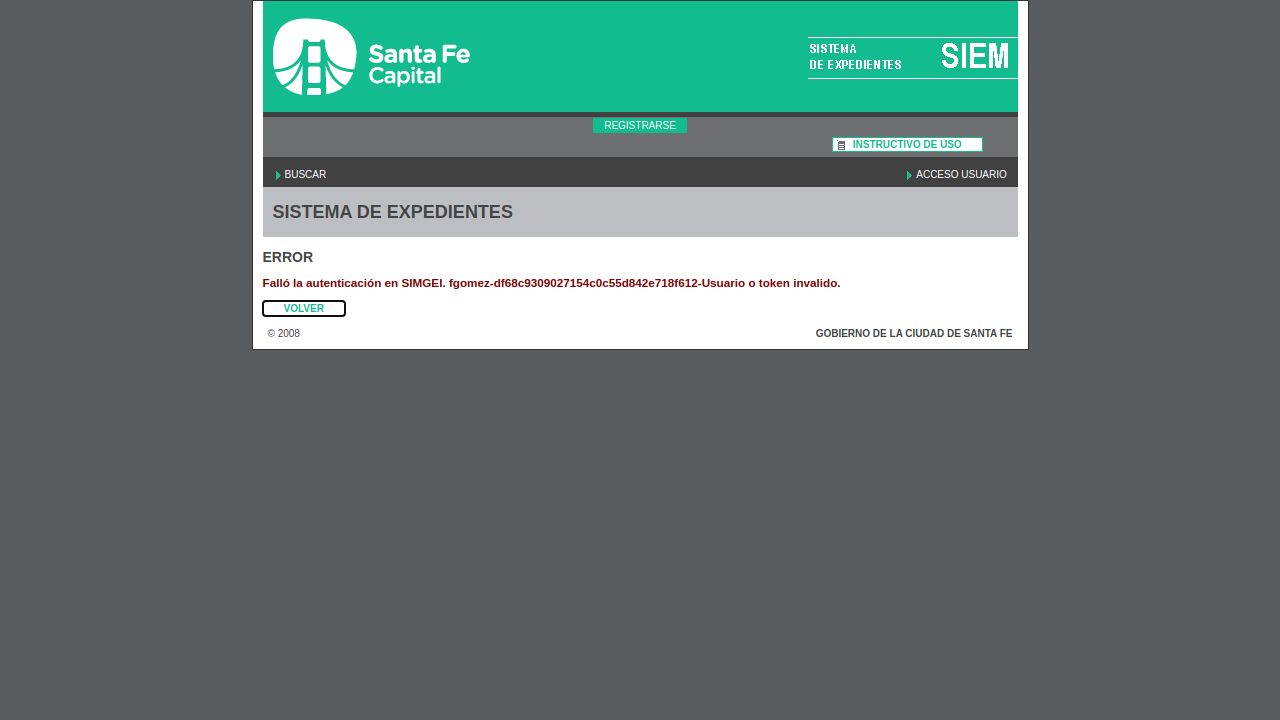 Santa Fe
Capital
SISTEMA
DE EXPEDIENTES
SIEM
REGISTRARSE
INSTRUCTIVO DE USO
BUSCAR
ACCESO USUARIO
SISTEMA DE EXPEDIENTES
ERROR
Falló la autenticación en SIMGEI. fgomez-df68c9309027154c0c55d842e718f612-Usuario o token invalido.
VOLVER
© 2008
GOBIERNO DE LA CIUDAD DE SANTA FE